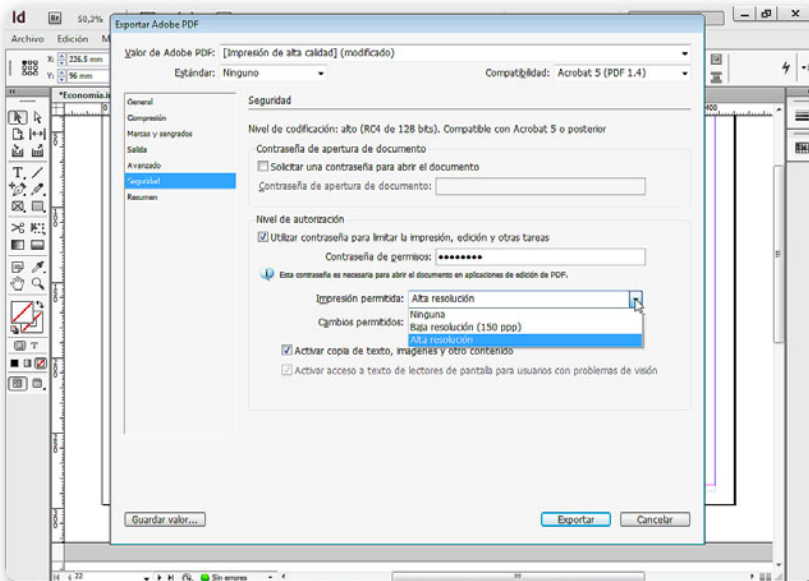 Id Br 50,3%
Exportar Adobe PDF
Archivo Edición M
X: 226.5 mm
Y: 96 mm
*Economía.in
Valor de Adobe PDF: [Impresión de alta calidad] (modificado)
Estándar: Ninguno Compatibilidad: Acrobat 5 (PDF 1.4)
General
Compresión
Marcas y sangrados
Salida
Avanzado
Seguridad
Resumen
Seguridad
Nivel de codificación: alto (RC4 de 128 bits). Compatible con Acrobat 5 o posterior
Contraseña de apertura de documento
Solicitar una contraseña para abrir el documento
Contraseña de apertura de documento:
Nivel de autorización
Utilizar contraseña para limitar la impresión, edición y otras tareas
Contraseña de permisos: ●●●●●●●●
Esta contraseña es necesaria para abrir el documento en aplicaciones de edición de PDF.
Impresión permitida: Alta resolución
Ninguna
Cambios permitidos:
Baja resolución (150 ppp)
Alta resolución
Activar copia de texto, imágenes y otro contenido
Activar acceso a texto de lectores de pantalla para usuarios con problemas de visión
Guardar valor... Exportar Cancelar
22 Sin errores